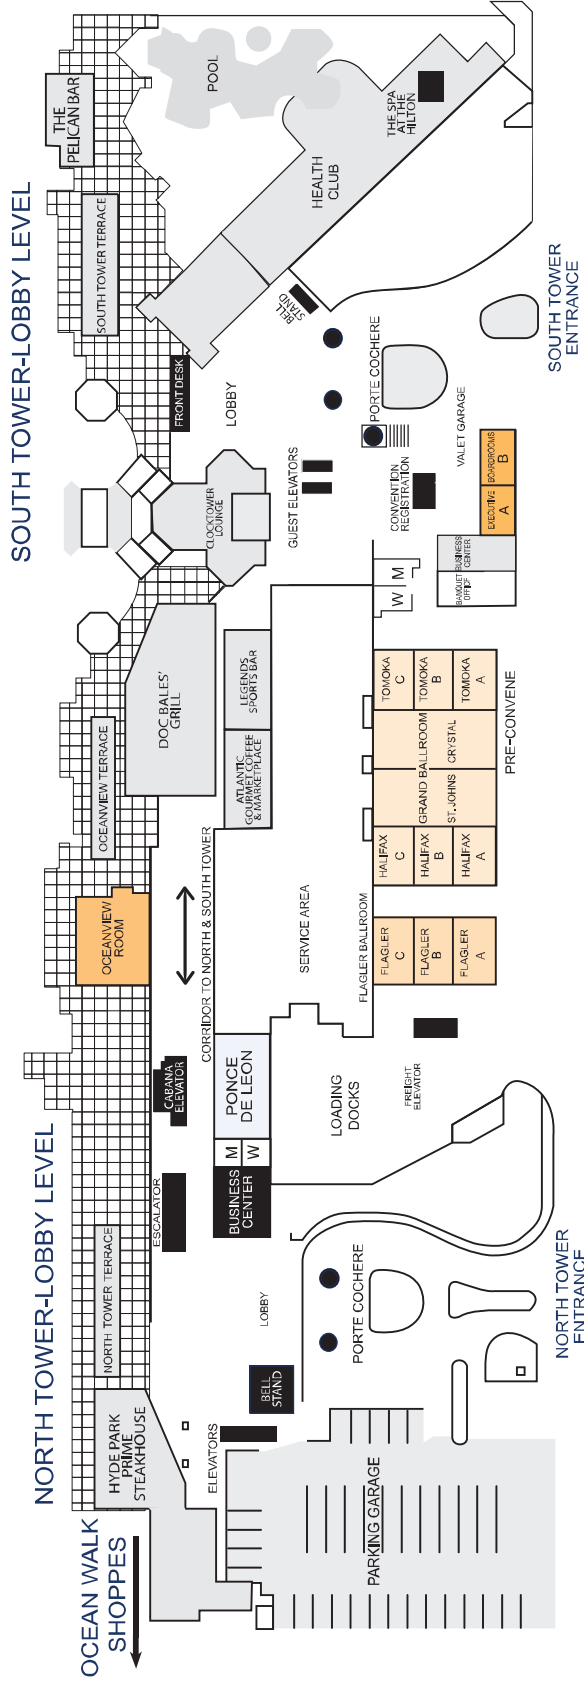 OCEAN WALK
SHOPPES
NORTH TOWER-LOBBY LEVEL
SOUTH TOWER-LOBBY LEVEL
HYDE PARK
PRIME
STEAKHOUSE
NORTH TOWER TERRACE
OCEANVIEW
ROOM
OCEANVIEW TERRACE
SOUTH TOWER TERRACE
THE
PELICAN BAR
POOL
ESCALATOR
CABANA
ELEVATOR
DOC BALES'
GRILL
CLOCKTOWER
LOUNGE
FRONT DESK
LOBBY
HEALTH
CLUB
THE SPA
AT THE
HILTON
ELEVATORS
BELL
STAND
LOBBY
BUSINESS
CENTER
M
W
PONCE
DE LEON
CORRIDOR TO NORTH & SOUTH TOWER
ATLANTIC
GOURMET COFFEE
& MARKETPLACE
LEGENDS
SPORTS BAR
GUEST ELEVATORS
BELL
STAND
PARKING GARAGE
PORTE COCHERE
LOADING
DOCKS
SERVICE AREA
FLAGLER BALLROOM
FREIGHT
ELEVATOR
FLAGLER
C
FLAGLER
B
FLAGLER
A
HALIFAX
C
HALIFAX
B
HALIFAX
A
GRAND BALLROOM
ST. JOHNS
CRYSTAL
TOMOKA
C
TOMOKA
B
TOMOKA
A
PRE-CONVENE
W
M
CONVENTION
REGISTRATION
PORTE COCHERE
BANQUET
OFFICE
BUSINESS
CENTER
VALET GARAGE
EXECUTIVE BOARDROOMS
A
B
NORTH TOWER
ENTRANCE
SOUTH TOWER
ENTRANCE